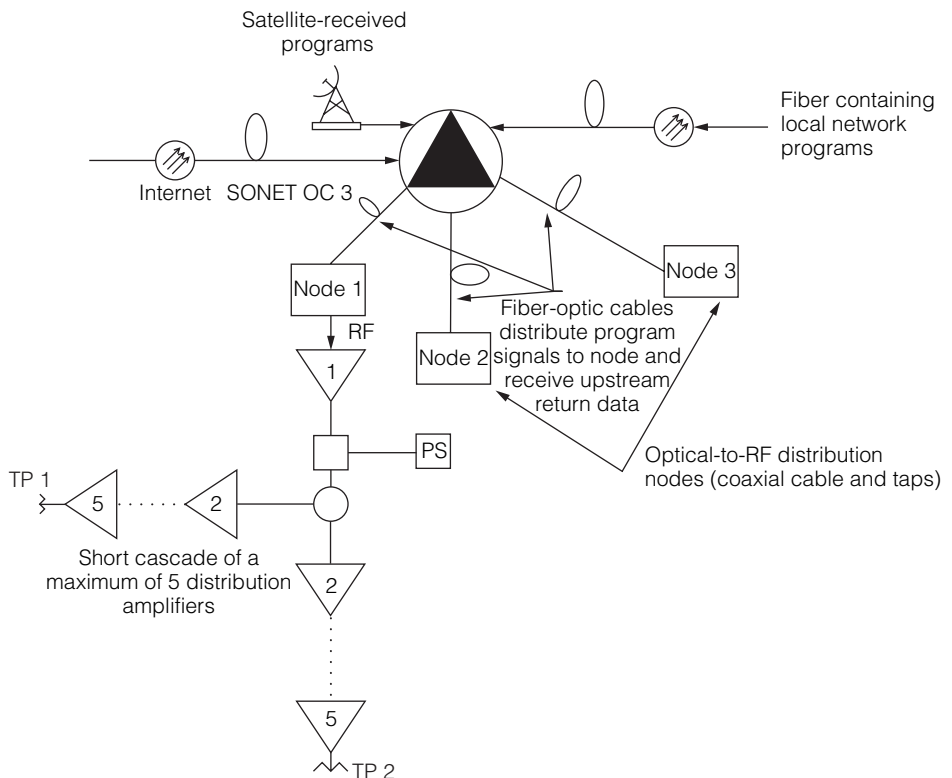 Satellite-received
programs
Fiber containing
local network
programs
Internet
SONET OC 3
Node 1
Node 2
Node 3
RF
Fiber-optic cables
distribute program
signals to node and
receive upstream
return data
1
PS
Optical-to-RF distribution
nodes (coaxial cable and taps)
TP 1
5
2
Short cascade of a
maximum of 5 distribution
amplifiers
2
5
TP 2